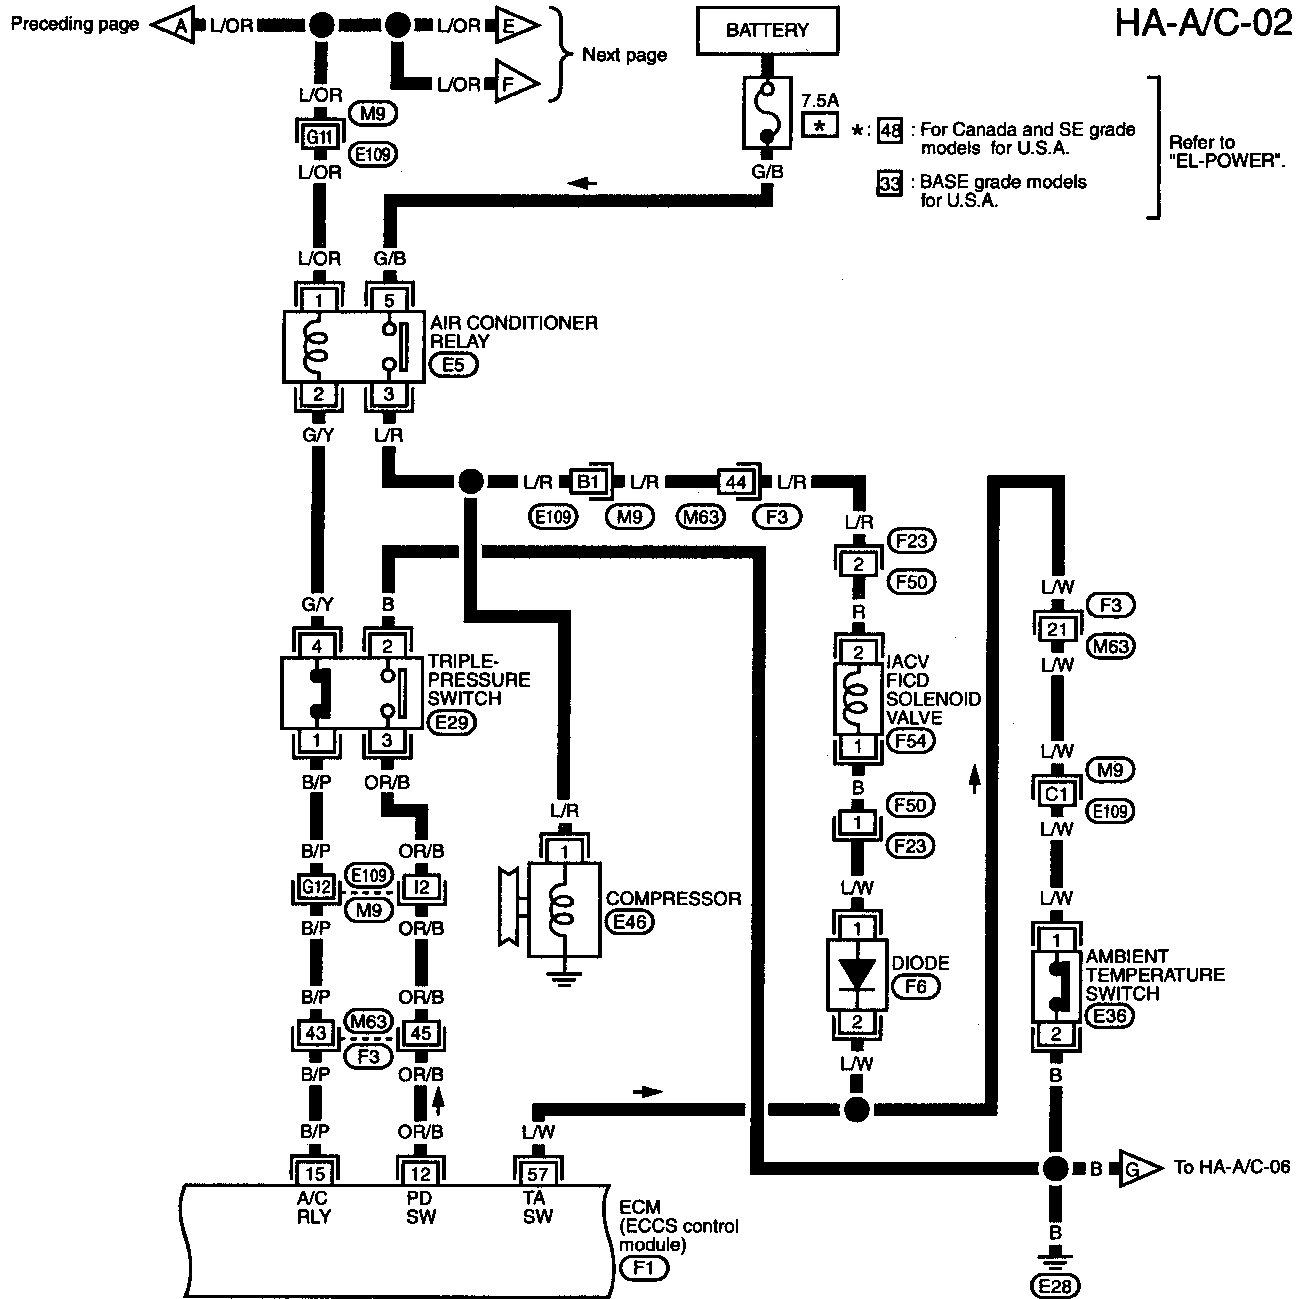 HA-A/C-02
Preceding page A L/OR L/OR E
L/OR F
Next page
BATTERY
7.5A
*
*: 48 : For Canada and SE grade
models for U.S.A.
33 : BASE grade models
for U.S.A.
Refer to
"EL-POWER".
L/OR
M9
G11
E109
L/OR
G/B
L/OR G/B
1 5
AIR CONDITIONER
RELAY
E5
2 3
G/Y L/R
L/R B1 L/R 44 L/R
E109 M9 M63 F3
L/R
F23
2
F50
R
G/Y B
4 2
TRIPLE-
PRESSURE
SWITCH
E29
1 3
B/P OR/B
2
IACV
FICD
SOLENOID
VALVE
F54
1
B
F50
1
F23
L/W
L/W
F3
21
M63
L/W
L/W
M9
C1
E109
L/W
L/R
1
COMPRESSOR
E46
B/P OR/B
G12 E109 I2
M9
B/P OR/B
B/P OR/B
43 M63 45
F3
B/P OR/B
B/P OR/B L/W
1
DIODE
F6
2
L/W
L/W
1
AMBIENT
TEMPERATURE
SWITCH
E36
2
B
15 12 57
A/C PD TA
RLY SW SW
ECM
(ECCS control
module)
F1
B G To HA-A/C-06
B
E28